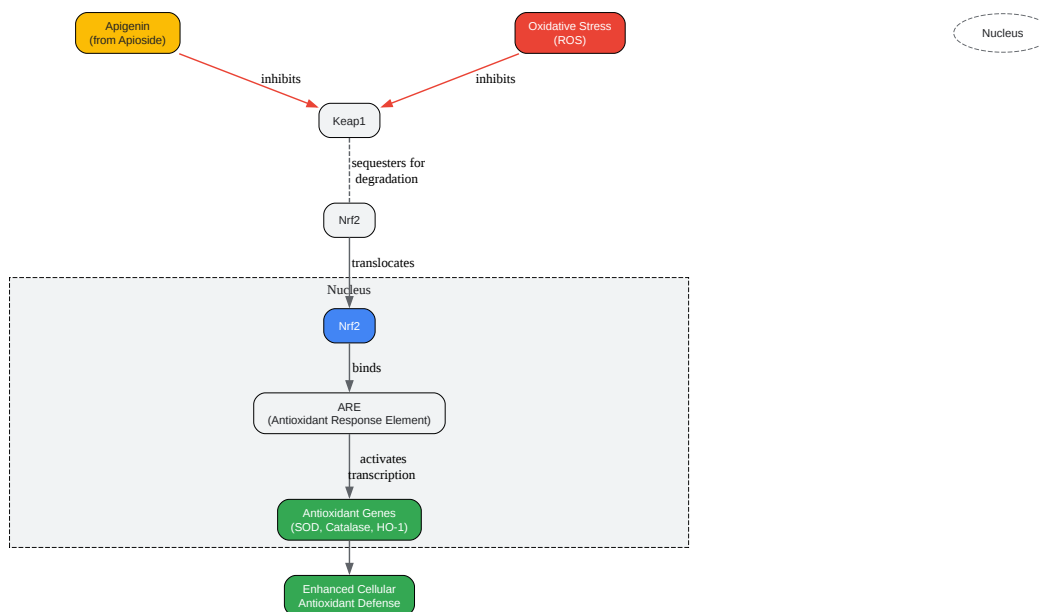 Apigenin
(from Apioside)
Oxidative Stress
(ROS)
Nucleus
inhibits
inhibits
Keap1
sequesters for
degradation
Nrf2
translocates
Nucleus
Nrf2
binds
ARE
(Antioxidant Response Element)
activates
transcription
Antioxidant Genes
(SOD, Catalase, HO-1)
Enhanced Cellular
Antioxidant Defense